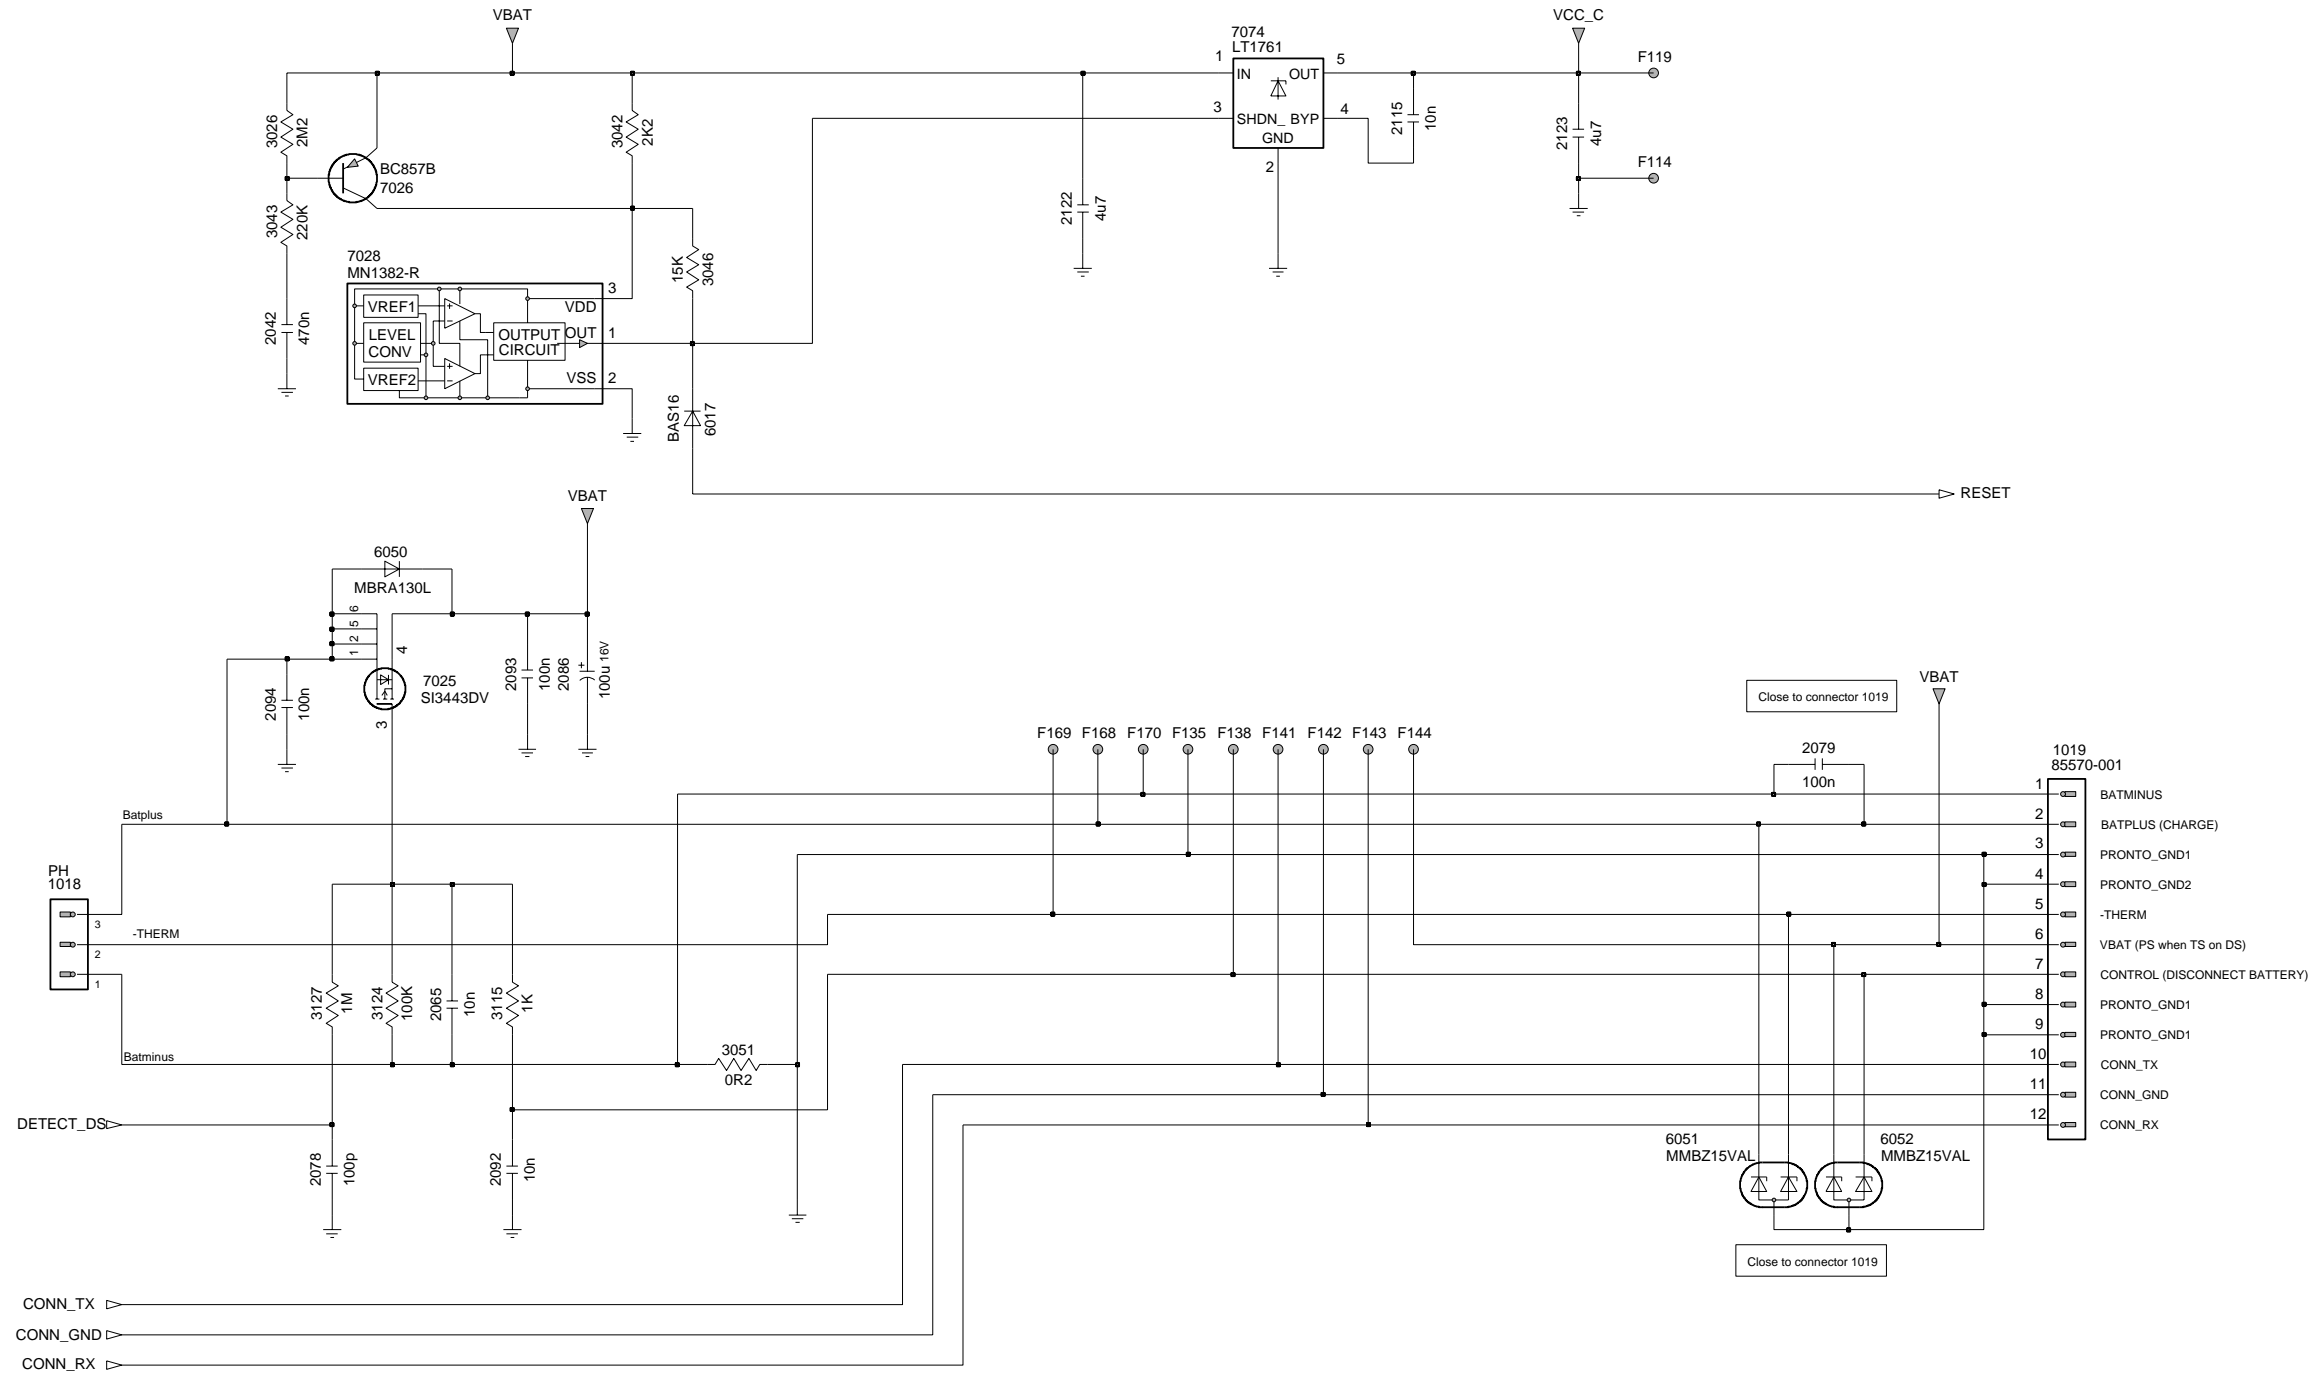 VBAT
VCC_C
7074
LT1761
F119
1
IN
OUT
5
3
SHDN_
BYP
4
GND
2
3026
2M2
3042
2K2
2115
10n
2123
4u7
F114
BC857B
7026
3043
220K
2122
4u7
7028
MN1382-R
15K
3046
3
VDD
VREF1
LEVEL
CONV
VREF2
OUTPUT
CIRCUIT
OUT
1
VSS
2
2042
470n
BAS16
6017
RESET
VBAT
6050
MBRA130L
6
5
2
1
4
7025
SI3443DV
3
2094
100n
2093
100n
2086
+
100u 16V
VBAT
Close to connector 1019
F169
F168
F170
F135
F138
F141
F142
F143
F144
2079
100n
1019
85570-001
1
BATMINUS
Batplus
2
BATPLUS (CHARGE)
3
PRONTO_GND1
PH
1018
4
PRONTO_GND2
3
5
-THERM
-THERM
2
6
VBAT (PS when TS on DS)
1
7
CONTROL (DISCONNECT BATTERY)
3127
1M
3124
100K
2065
10n
3115
1K
8
PRONTO_GND1
9
PRONTO_GND1
Batminus
3051
0R2
10
CONN_TX
11
CONN_GND
DETECT_DS
12
CONN_RX
2078
100p
2092
10n
6051
MMBZ15VAL
6052
MMBZ15VAL
Close to connector 1019
CONN_TX
CONN_GND
CONN_RX